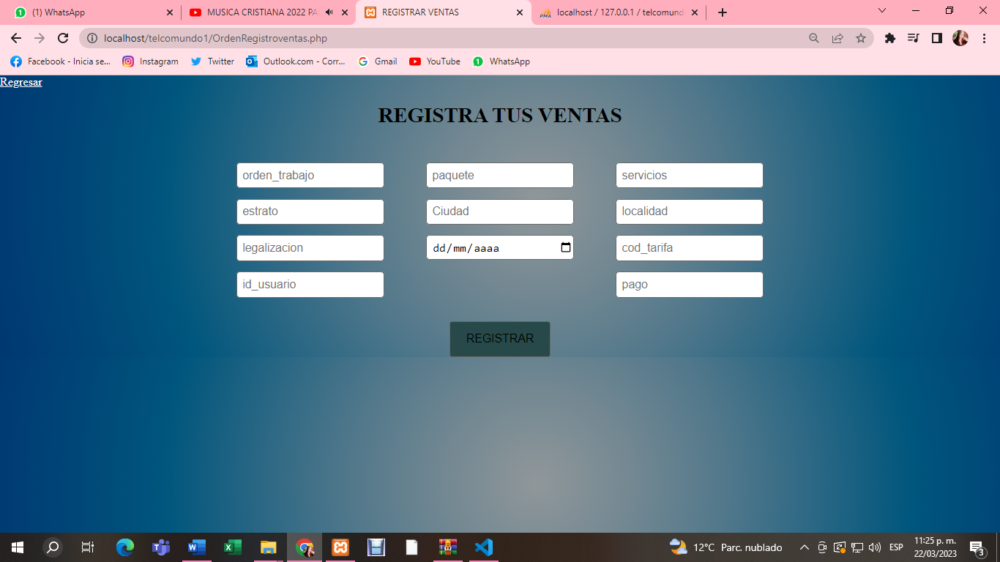 (1) WhatsApp
MUSICA CRISTIANA 2022 PA
REGISTRAR VENTAS
localhost / 127.0.0.1 / telcomund
localhost/telcomundo1/OrdenRegistroventas.php
Facebook - Inicia se...
Instagram
Twitter
Outlook.com - Corr...
Gmail
YouTube
WhatsApp
Regresar
REGISTRA TUS VENTAS
orden_trabajo
paquete
servicios
estrato
Ciudad
localidad
legalizacion
dd/mm/aaaa
cod_tarifa
id_usuario
pago
REGISTRAR
12°C Parc. nublado
ESP
11:25 p. m.
22/03/2023
3